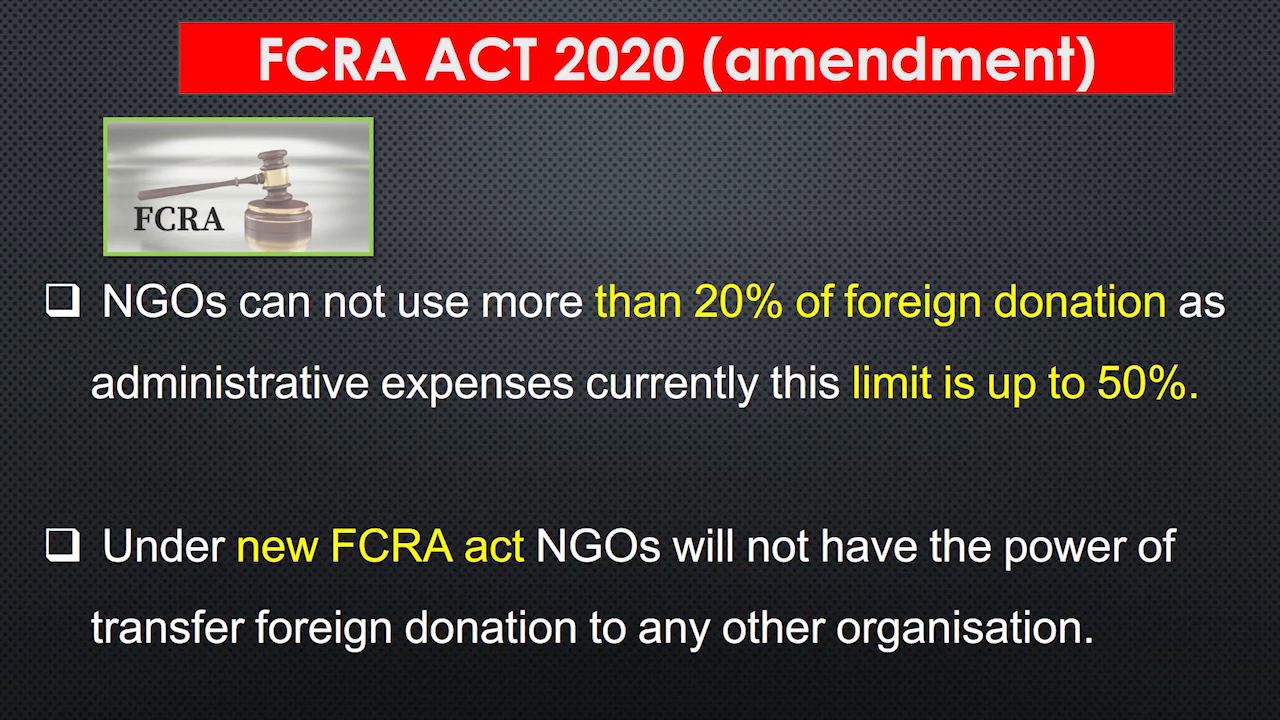 FCRA ACT 2020 (amendment)
FCRA
❑ NGOs can not use more than 20% of foreign donation as
administrative expenses currently this limit is up to 50%.
❑ Under new FCRA act NGOs will not have the power of
transfer foreign donation to any other organisation.